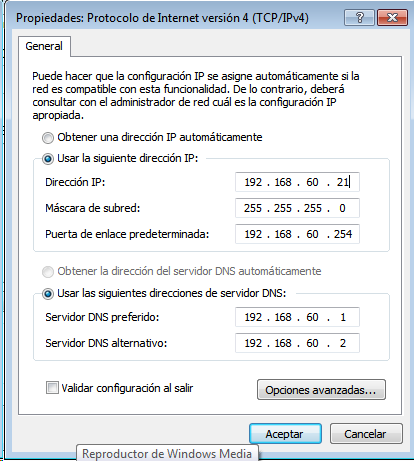 Propiedades: Protocolo de Internet versión 4 (TCP/IPv4)
General
Puede hacer que la configuración IP se asigne automáticamente si la
red es compatible con esta funcionalidad. De lo contrario, deberá
consultar con el administrador de red cuál es la configuración IP
apropiada.
Obtener una dirección IP automáticamente
Usar la siguiente dirección IP:
Dirección IP: 192 . 168 . 60 . 21
Máscara de subred: 255 . 255 . 255 . 0
Puerta de enlace predeterminada: 192 . 168 . 60 . 254
Obtener la dirección del servidor DNS automáticamente
Usar las siguientes direcciones de servidor DNS:
Servidor DNS preferido: 192 . 168 . 60 . 1
Servidor DNS alternativo: 192 . 168 . 60 . 2
Validar configuración al salir
Opciones avanzadas...
Aceptar Cancelar
Reproductor de Windows Media